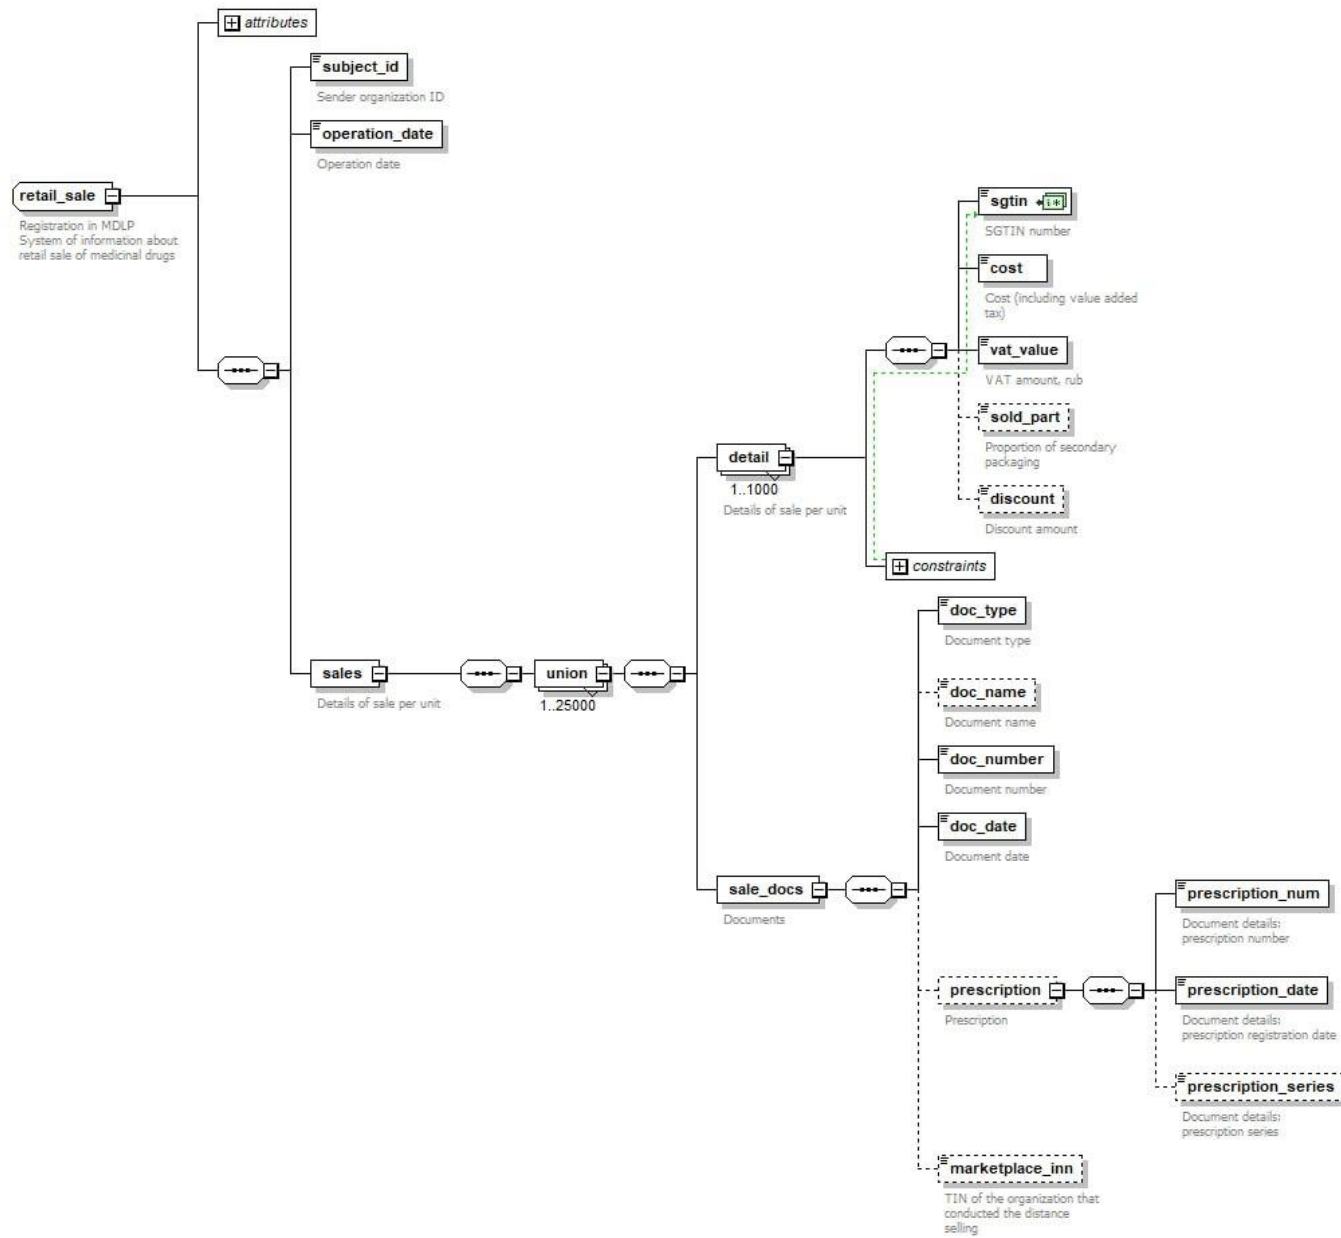 attributes
subject_id
Sender organization ID
operation_date
Operation date
retail_sale
Registration in MDLP
System of information about
retail sale of medicinal drugs
sgtin
SGTIN number
cost
Cost (including value added
tax)
vat_value
VAT amount, rub
sold_part
Proportion of secondary
packaging
detail
1..1000
Details of sale per unit
discount
Discount amount
constraints
doc_type
Document type
sales
Details of sale per unit
union
1..25000
doc_name
Document name
doc_number
Document number
doc_date
Document date
sale_docs
Documents
prescription_num
Document details:
prescription number
prescription
Prescription
prescription_date
Document details:
prescription registration date
prescription_series
Document details:
prescription series
marketplace_inn
TIN of the organization that
conducted the distance
selling